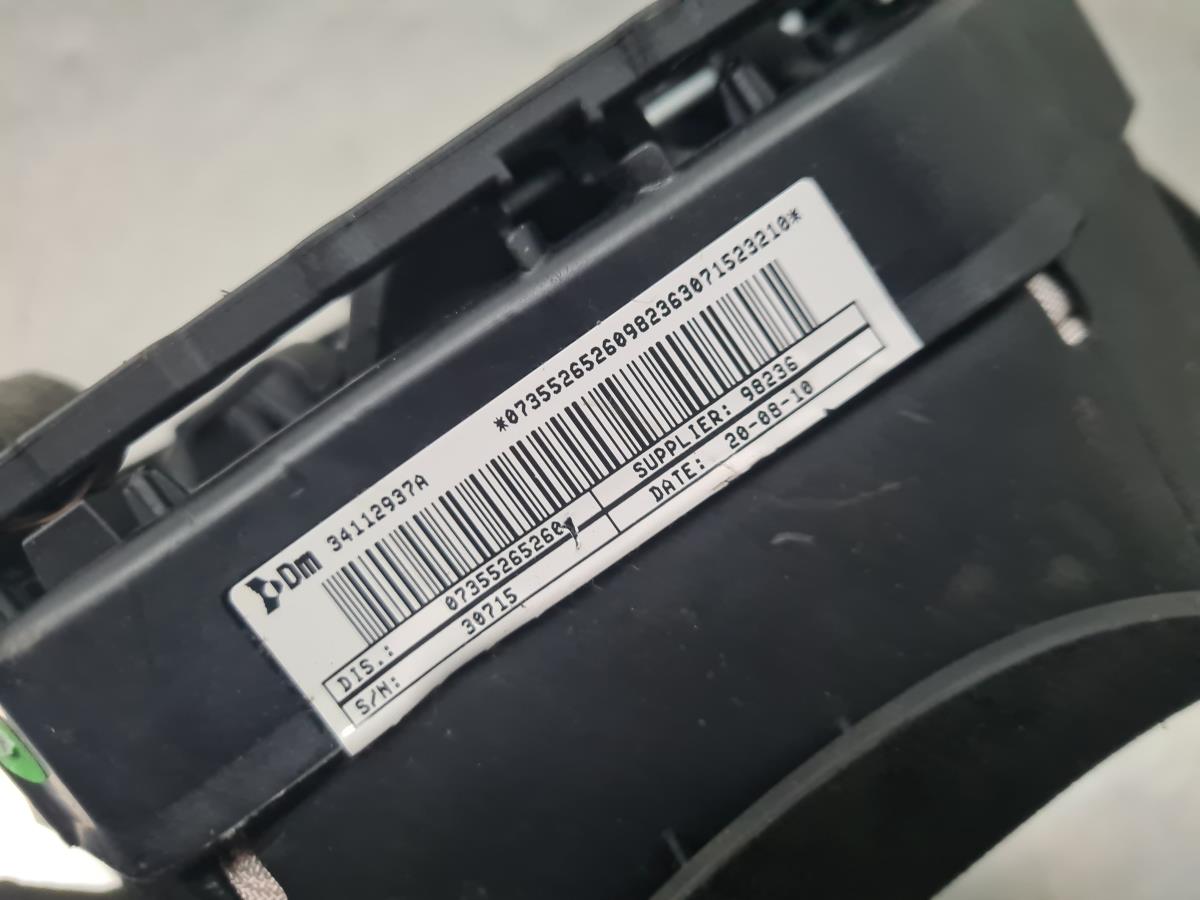 *07355265260982363071523210*
Dm 34112937A
DIS.: 07355265260 SUPPLIER: 98236
S/N: 30715 DATE: 20-08-10